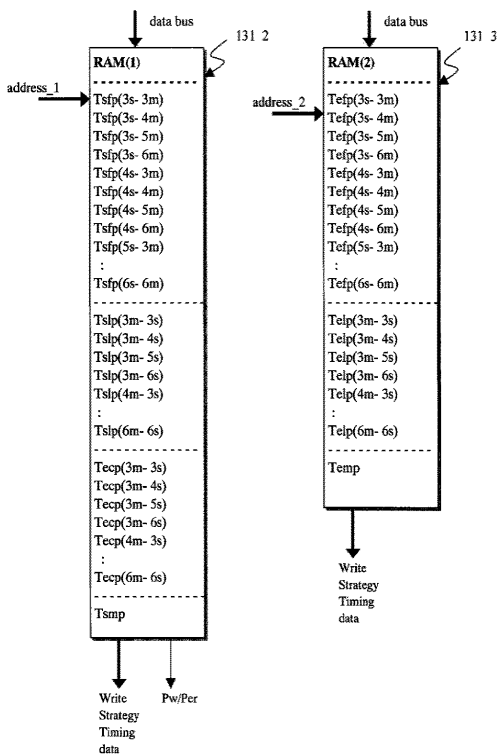 data bus
131 2
RAM(1)
address_1
Tsfp(3s- 3m)
Tsfp(3s- 4m)
Tsfp(3s- 5m)
Tsfp(3s- 6m)
Tsfp(4s- 3m)
Tsfp(4s- 4m)
Tsfp(4s- 5m)
Tsfp(4s- 6m)
Tsfp(5s- 3m)
:
Tsfp(6s- 6m)
Tslp(3m- 3s)
Tslp(3m- 4s)
Tslp(3m- 5s)
Tslp(3m- 6s)
Tslp(4m- 3s)
:
Tslp(6m- 6s)
Tecp(3m- 3s)
Tecp(3m- 4s)
Tecp(3m- 5s)
Tecp(3m- 6s)
Tecp(4m- 3s)
:
Tecp(6m- 6s)
Tsmp
Write
Strategy
Timing
data
Pw/Per
data bus
131 3
RAM(2)
address_2
Tefp(3s- 3m)
Tefp(3s- 4m)
Tefp(3s- 5m)
Tefp(3s- 6m)
Tefp(4s- 3m)
Tefp(4s- 4m)
Tefp(4s- 5m)
Tefp(4s- 6m)
Tefp(5s- 3m)
:
Tefp(6s- 6m)
Telp(3m- 3s)
Telp(3m- 4s)
Telp(3m- 5s)
Telp(3m- 6s)
Telp(4m- 3s)
:
Telp(6m- 6s)
Temp
Write
Strategy
Timing
data